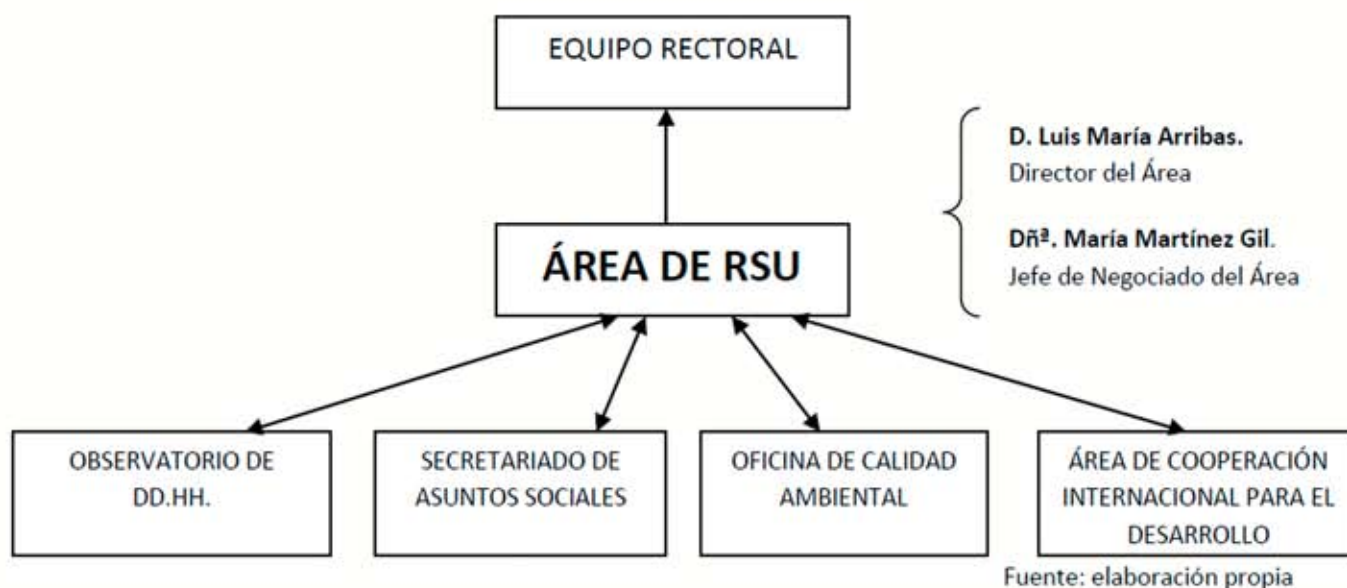 EQUIPO RECTORAL
D. Luis María Arribas.
Director del Área
Dñª. María Martínez Gil.
Jefe de Negociado del Área
ÁREA DE RSU
OBSERVATORIO DE
DD.HH.
SECRETARIADO DE
ASUNTOS SOCIALES
OFICINA DE CALIDAD
AMBIENTAL
ÁREA DE COOPERACIÓN
INTERNACIONAL PARA EL
DESARROLLO
Fuente: elaboración propia